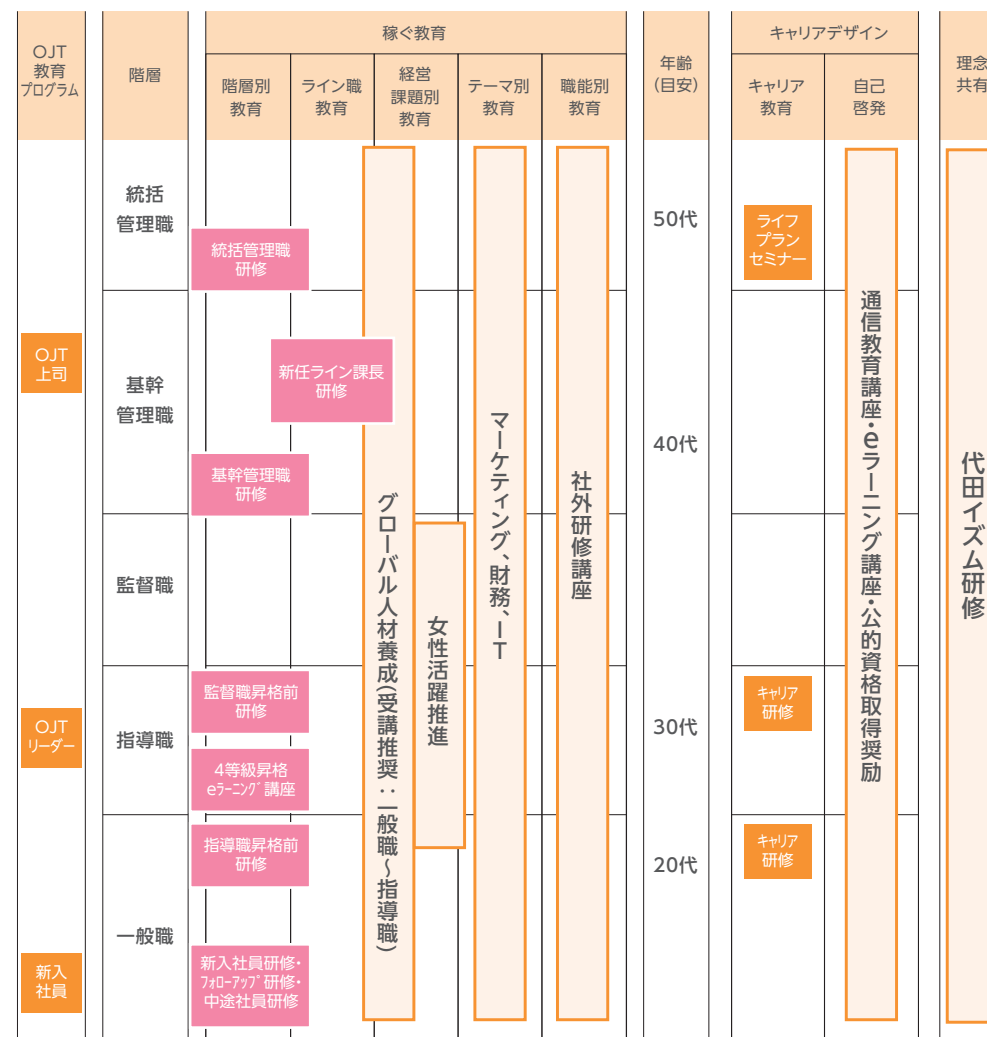 OJT
教育
プログラム
階層
稼ぐ教育
階層別
教育
ライン職
教育
経営
課題別
教育
テーマ別
教育
職能別
教育
年齢
(目安)
キャリアデザイン
キャリア
教育
自己
啓発
理念
共有
OJT
上司
OJT
リーダー
新入
社員
統括
管理職
基幹
管理職
監督職
指導職
一般職
統括管理職
研修
新任ライン課長
研修
基幹管理職
研修
監督職昇格前
研修
4等級昇格
eﾗｰﾆﾝｸﾞ講座
指導職昇格前
研修
新入社員研修・
ﾌｫﾛｰｱｯﾌﾟ研修・
中途社員研修
グローバル人材養成(受講推奨:一般職〜指導職)
女性活躍推進
マーケティング、財務、IT
社外研修講座
50代
40代
30代
20代
ライフ
プラン
セミナー
キャリア
研修
キャリア
研修
通信教育講座・eラーニング講座・公的資格取得奨励
代田イズム研修